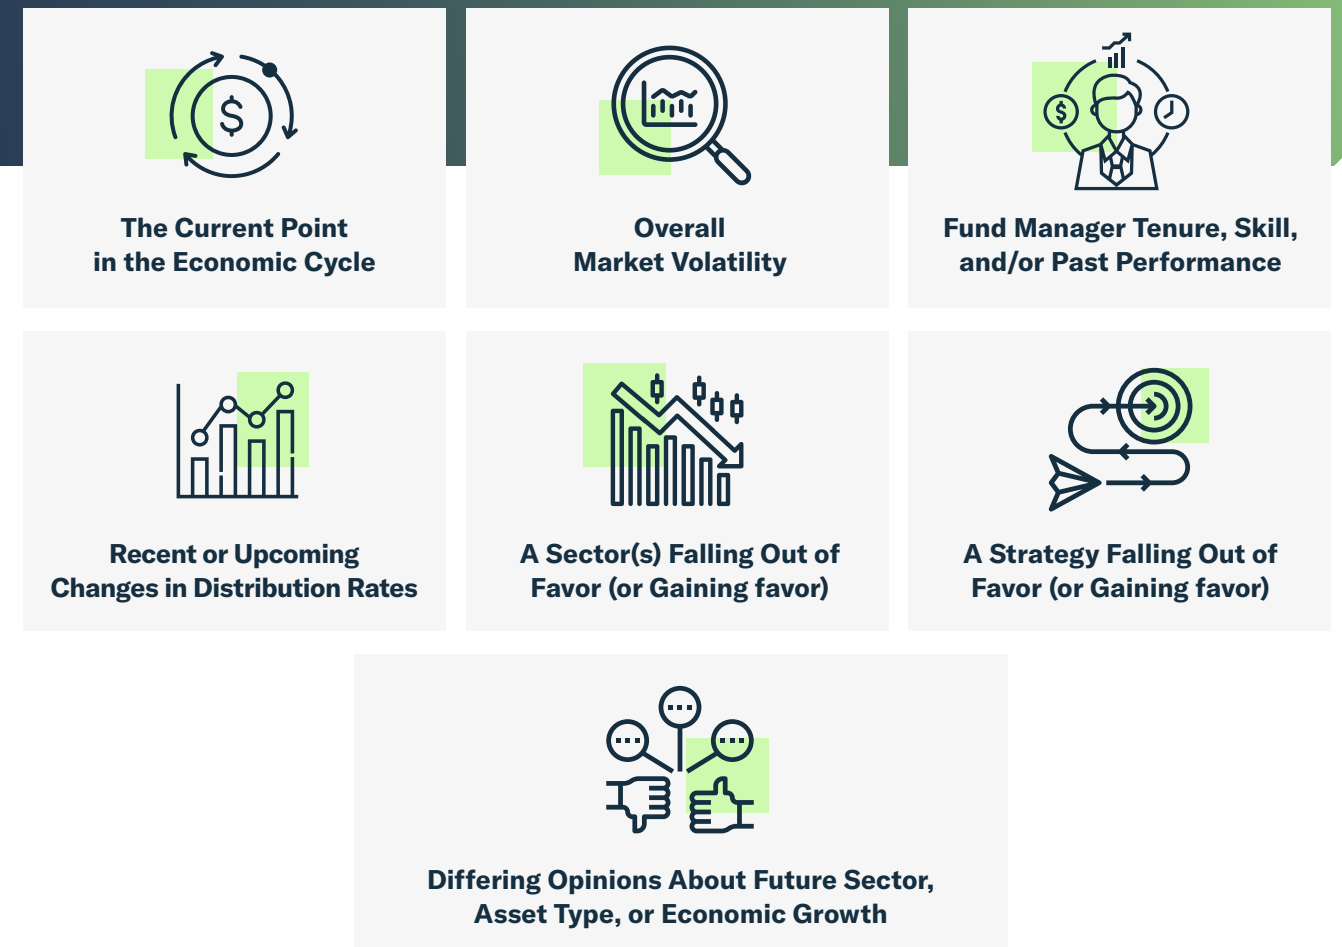 The Current Point
in the Economic Cycle
Overall
Market Volatility
Fund Manager Tenure, Skill,
and/or Past Performance
Recent or Upcoming
Changes in Distribution Rates
A Sector(s) Falling Out of
Favor (or Gaining favor)
A Strategy Falling Out of
Favor (or Gaining favor)
Differing Opinions About Future Sector,
Asset Type, or Economic Growth